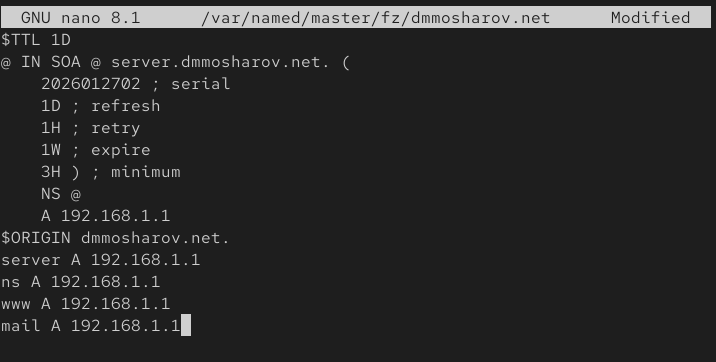 GNU nano 8.1 /var/named/master/fz/dmmosharov.net Modified
$TTL 1D
@ IN SOA @ server.dmmosharov.net. (
2026012702 ; serial
1D ; refresh
1H ; retry
1W ; expire
3H ) ; minimum
NS @
A 192.168.1.1
$ORIGIN dmmosharov.net.
server A 192.168.1.1
ns A 192.168.1.1
www A 192.168.1.1
mail A 192.168.1.1